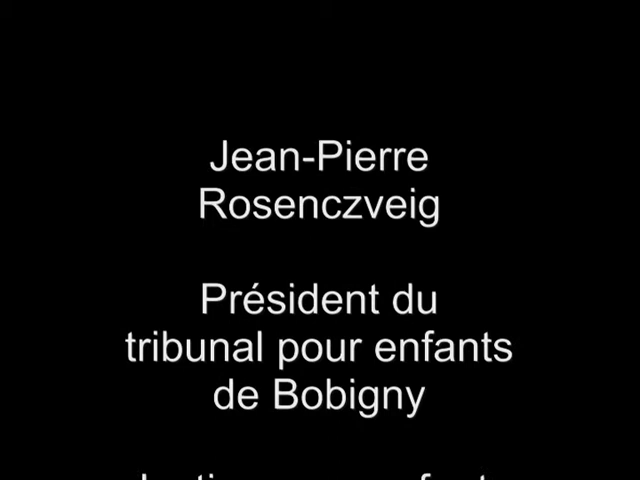 Jean-Pierre
Rosenczveig
Président du
tribunal pour enfants
de Bobigny